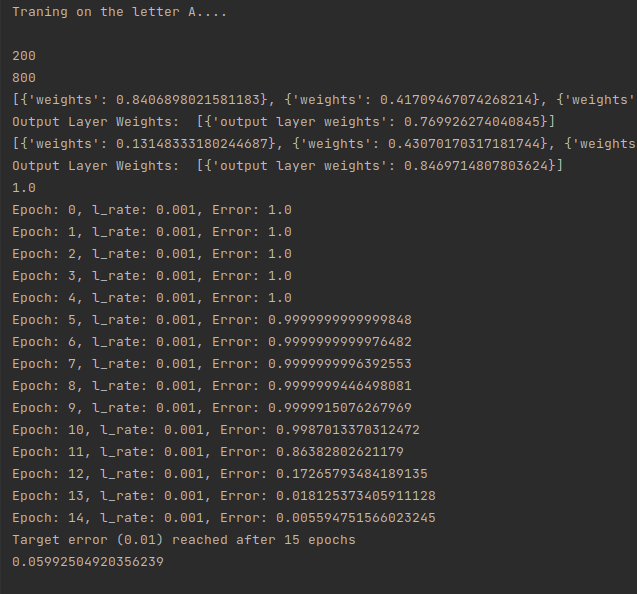 Traning on the letter A....
200
800
[{'weights': 0.8406898021581183}, {'weights': 0.41709467074268214}, {'weights'
Output Layer Weights:  [{'output layer weights': 0.769926274040845}]
[{'weights': 0.13148333180244687}, {'weights': 0.43070170317181744}, {'weights
Output Layer Weights:  [{'output layer weights': 0.8469714807803624}]
1.0
Epoch: 0, l_rate: 0.001, Error: 1.0
Epoch: 1, l_rate: 0.001, Error: 1.0
Epoch: 2, l_rate: 0.001, Error: 1.0
Epoch: 3, l_rate: 0.001, Error: 1.0
Epoch: 4, l_rate: 0.001, Error: 1.0
Epoch: 5, l_rate: 0.001, Error: 0.9999999999999848
Epoch: 6, l_rate: 0.001, Error: 0.9999999999976482
Epoch: 7, l_rate: 0.001, Error: 0.9999999996392553
Epoch: 8, l_rate: 0.001, Error: 0.9999999446498081
Epoch: 9, l_rate: 0.001, Error: 0.9999915076267969
Epoch: 10, l_rate: 0.001, Error: 0.9987013370312472
Epoch: 11, l_rate: 0.001, Error: 0.86382802621179
Epoch: 12, l_rate: 0.001, Error: 0.17265793484189135
Epoch: 13, l_rate: 0.001, Error: 0.018125373405911128
Epoch: 14, l_rate: 0.001, Error: 0.005594751566023245
Target error (0.01) reached after 15 epochs
0.05992504920356239